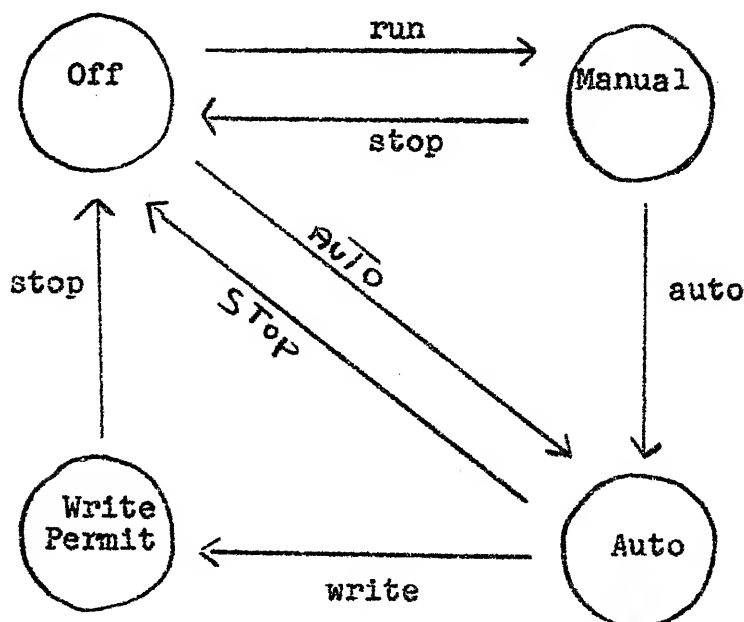 run
Off
Manual
stop
AUTO
STOP
stop
auto
Write
Permit
Auto
write